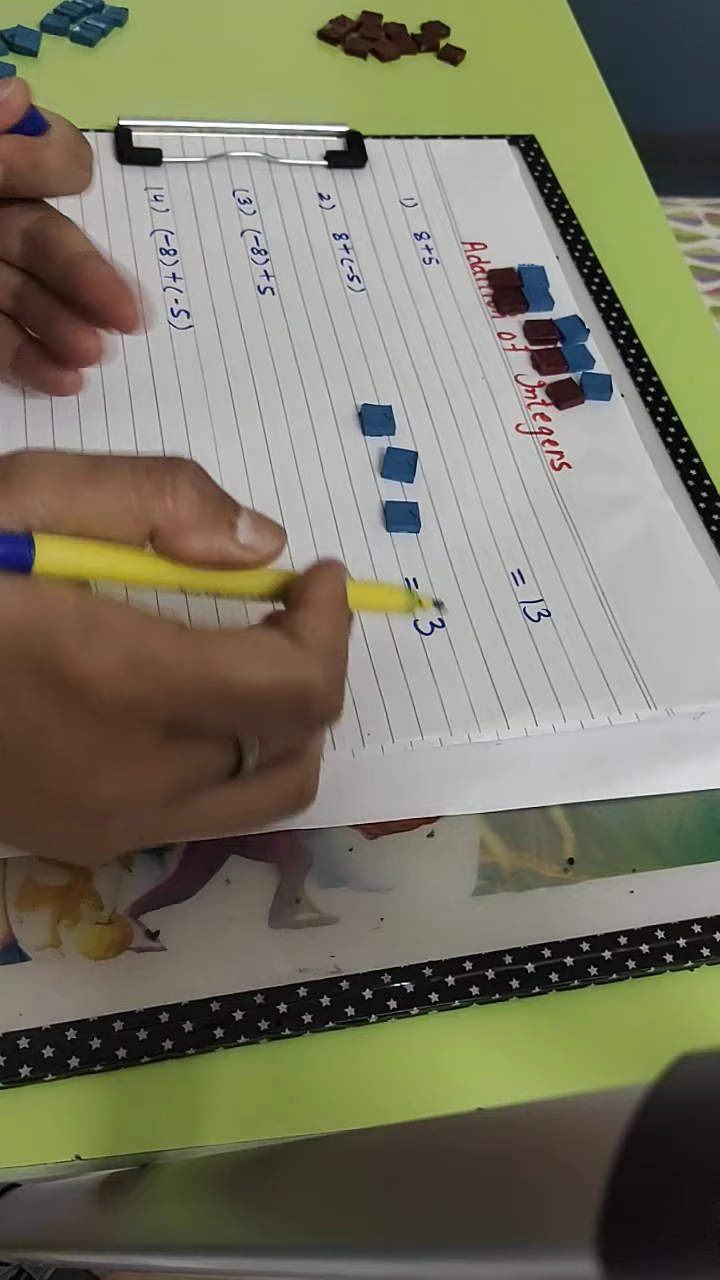 Addition of Integers
1) 8+5 = 13
2) 8+(-5) = 3
(3) (-8)+5
(4) (-8)+(-5)